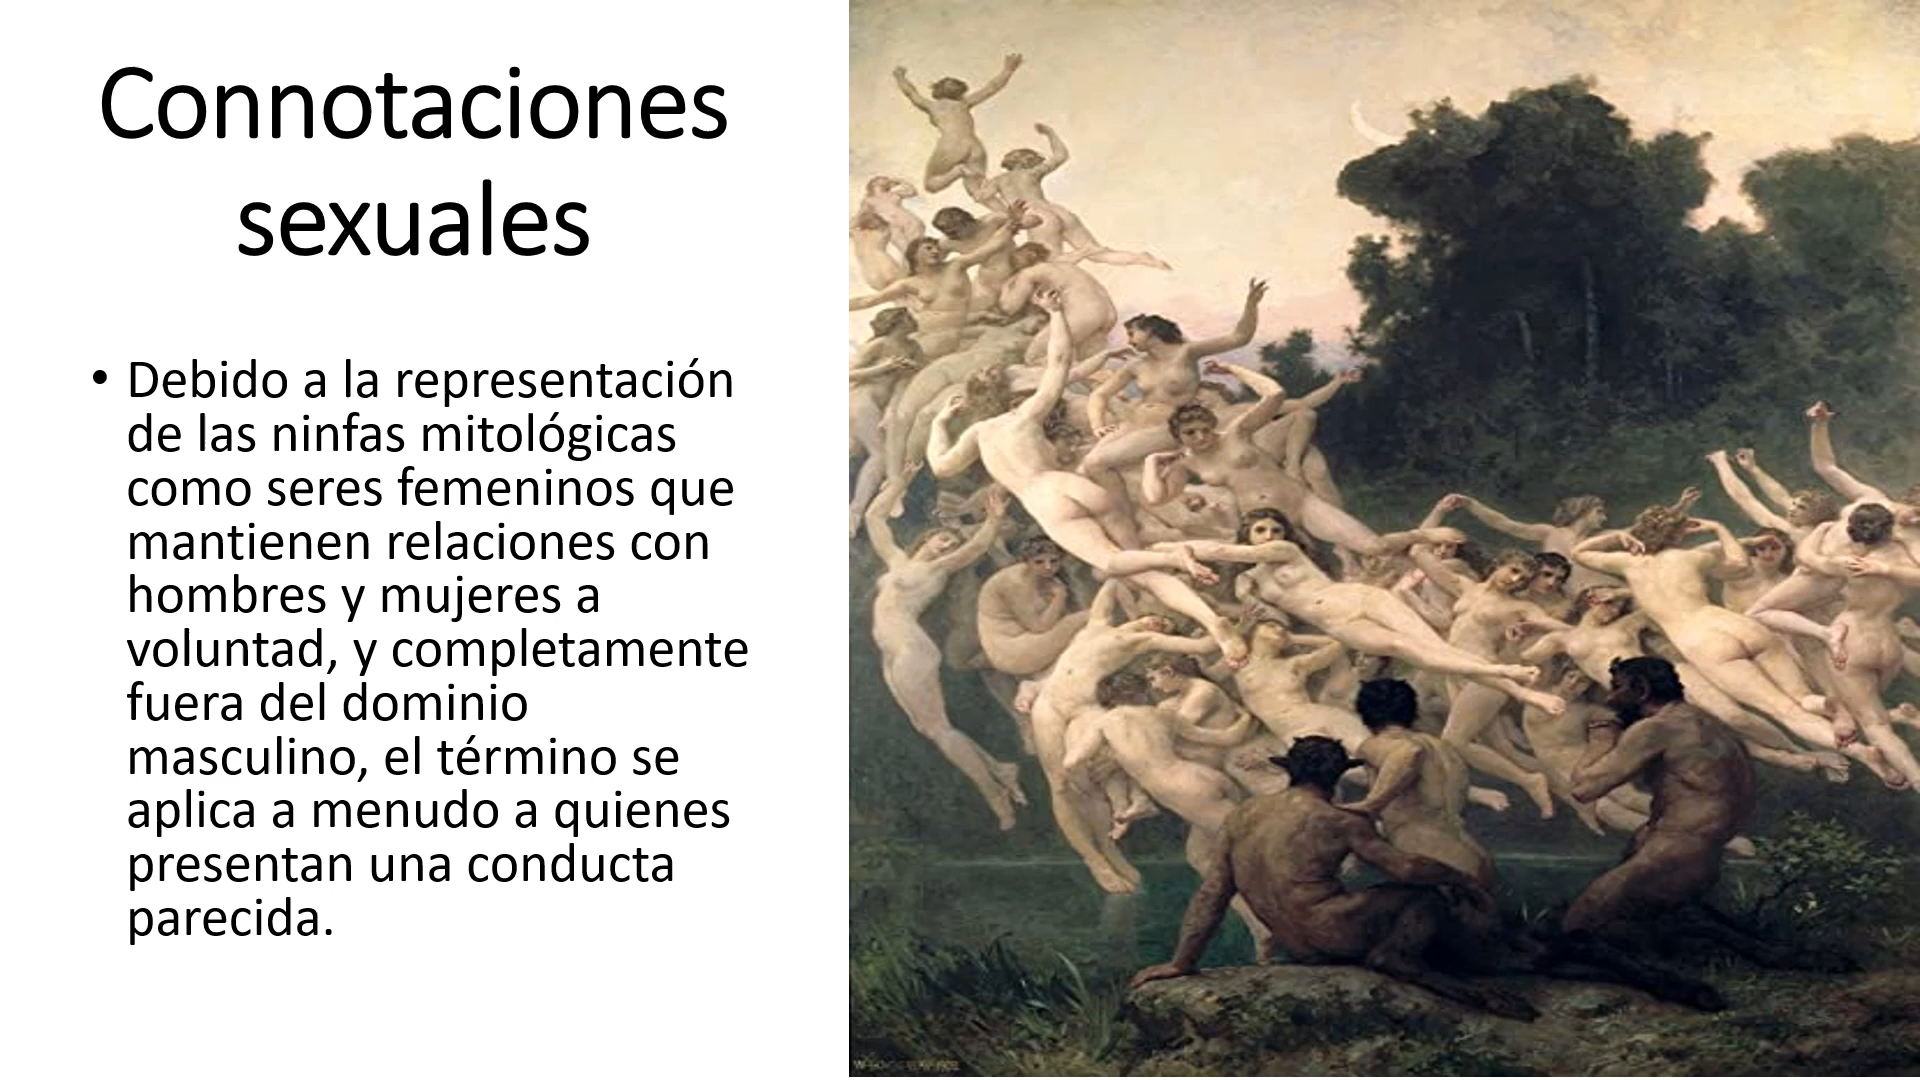 Connotaciones
sexuales
• Debido a la representación
de las ninfas mitológicas
como seres femeninos que
mantienen relaciones con
hombres y mujeres a
voluntad, y completamente
fuera del dominio
masculino, el término se
aplica a menudo a quienes
presentan una conducta
parecida.